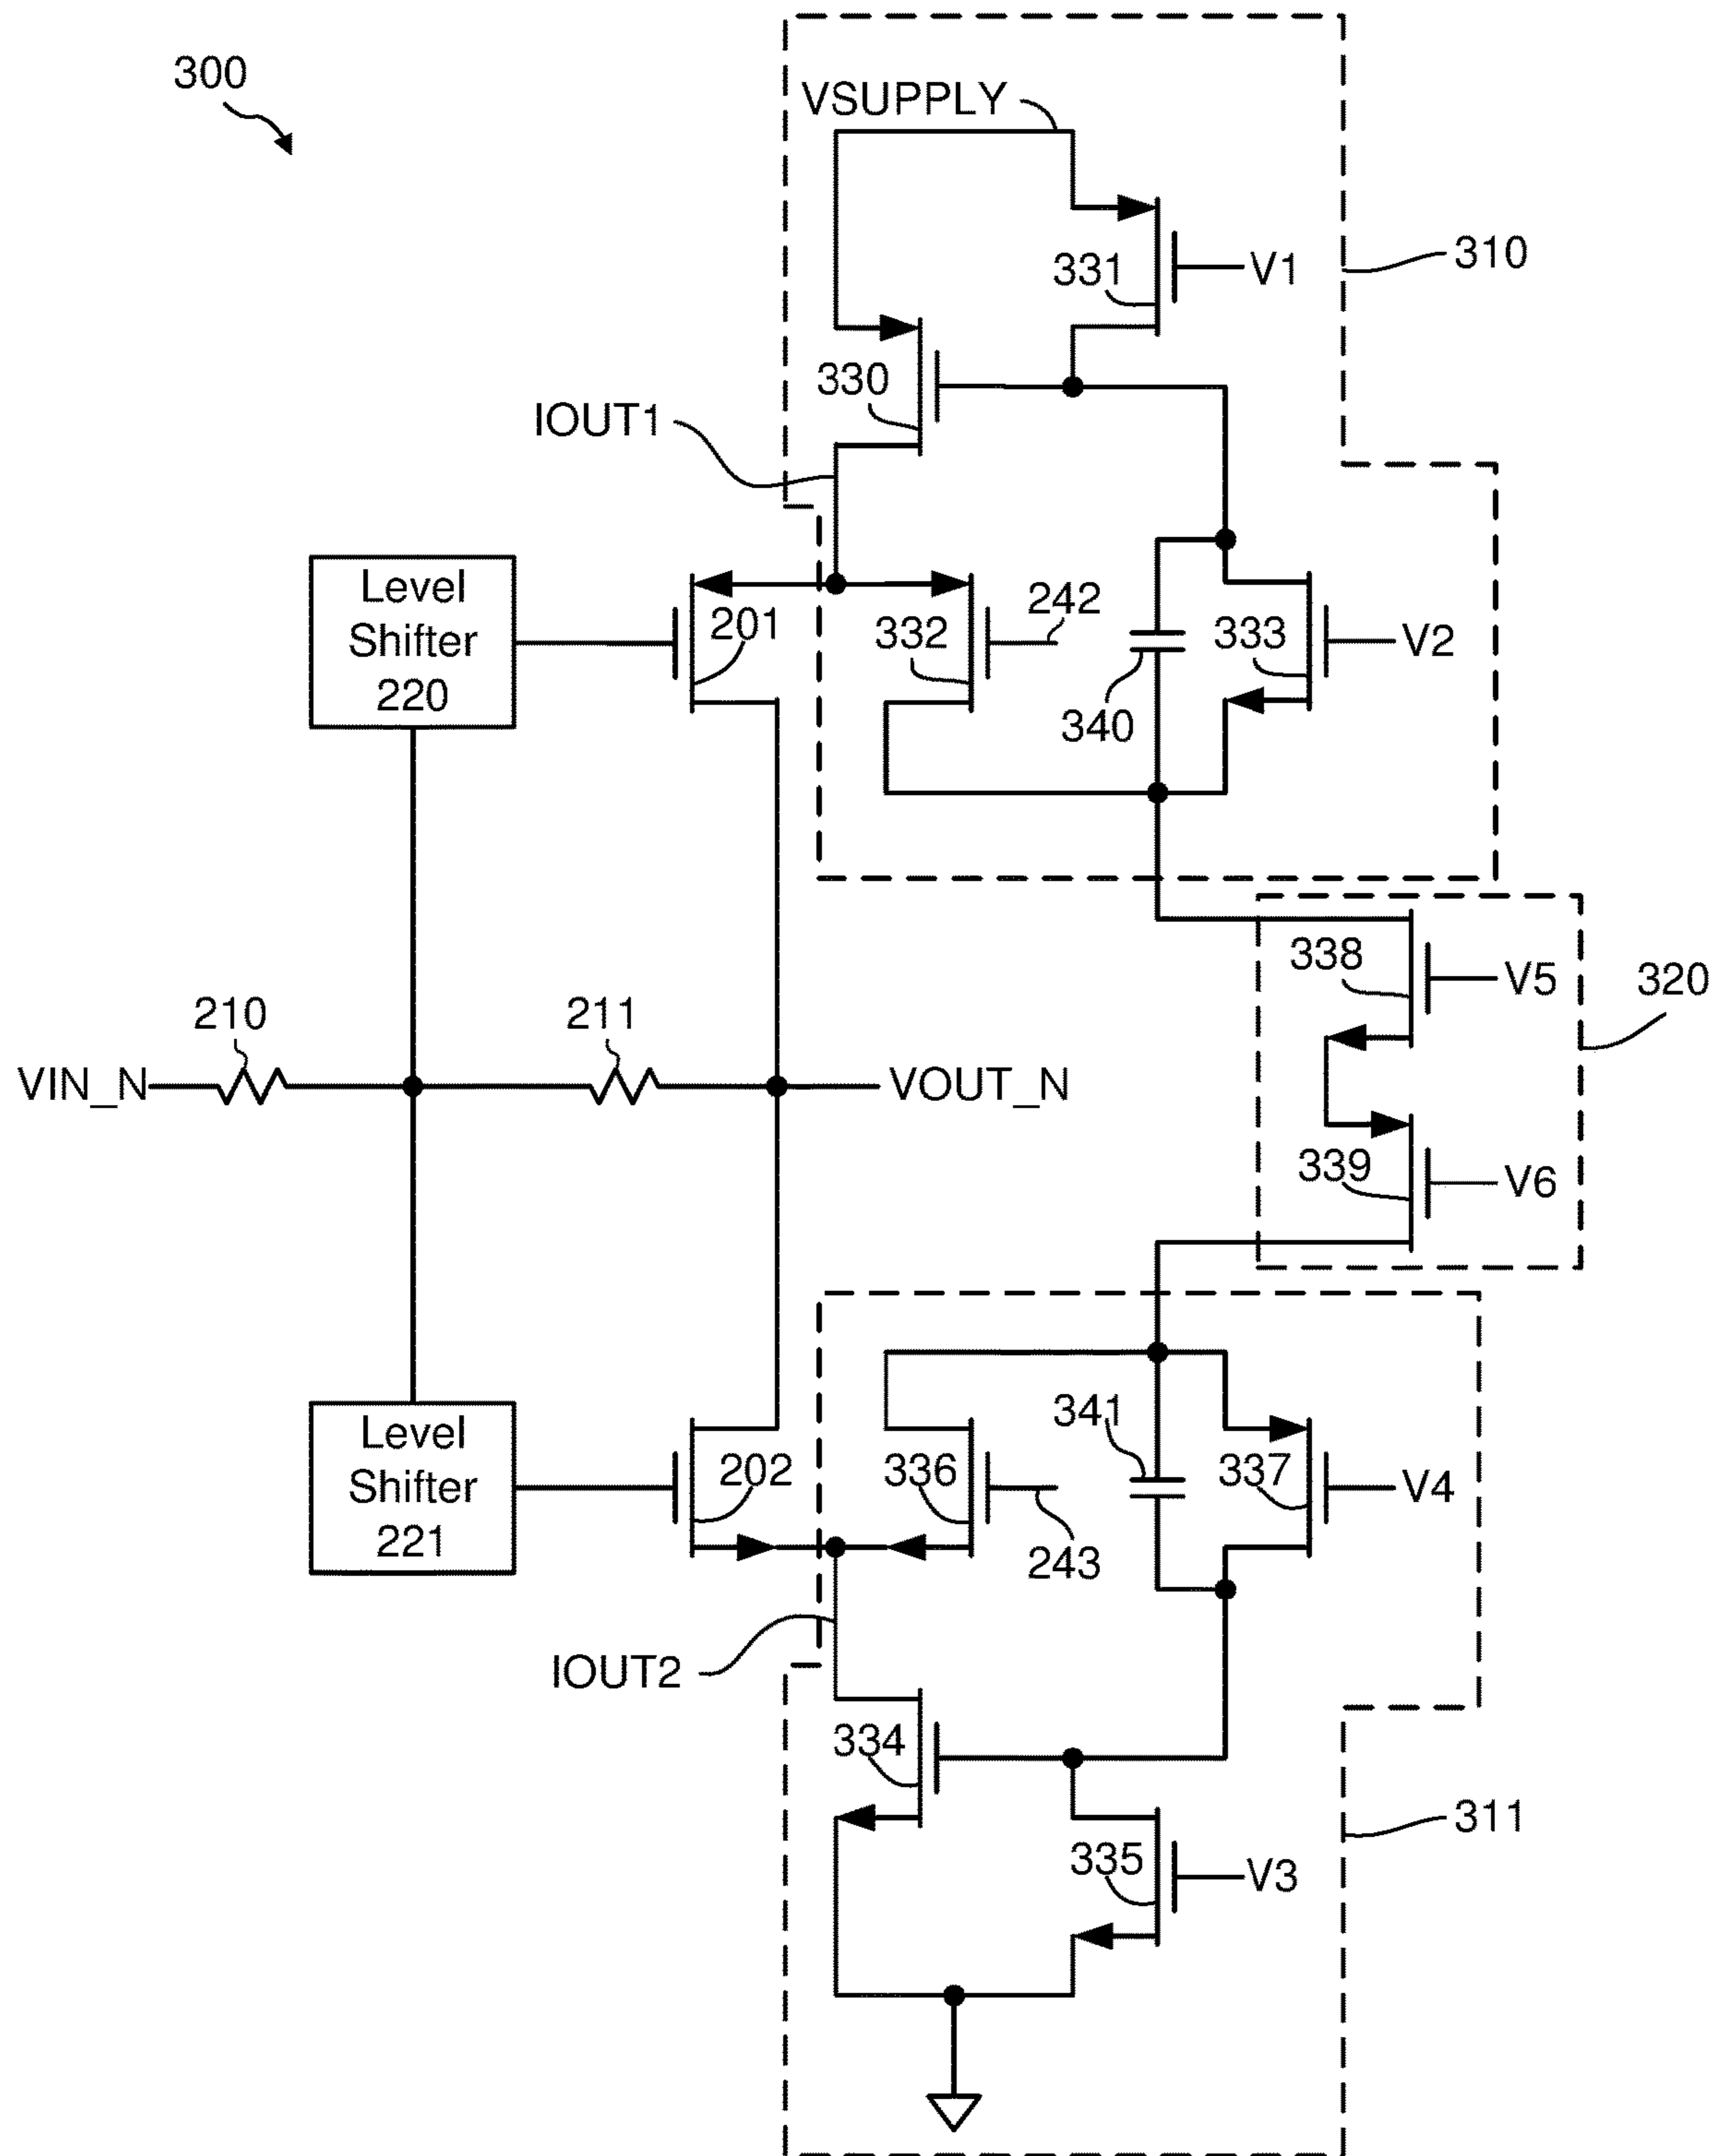 300
VSUPPLY
331
V1
310
330
IOUT1
Level
Shifter
220
201
332
242
340
333
V2
338
V5
320
210
211
VIN_N
VOUT_N
339
V6
341
Level
Shifter
221
202
336
243
337
V4
IOUT2
334
335
V3
311